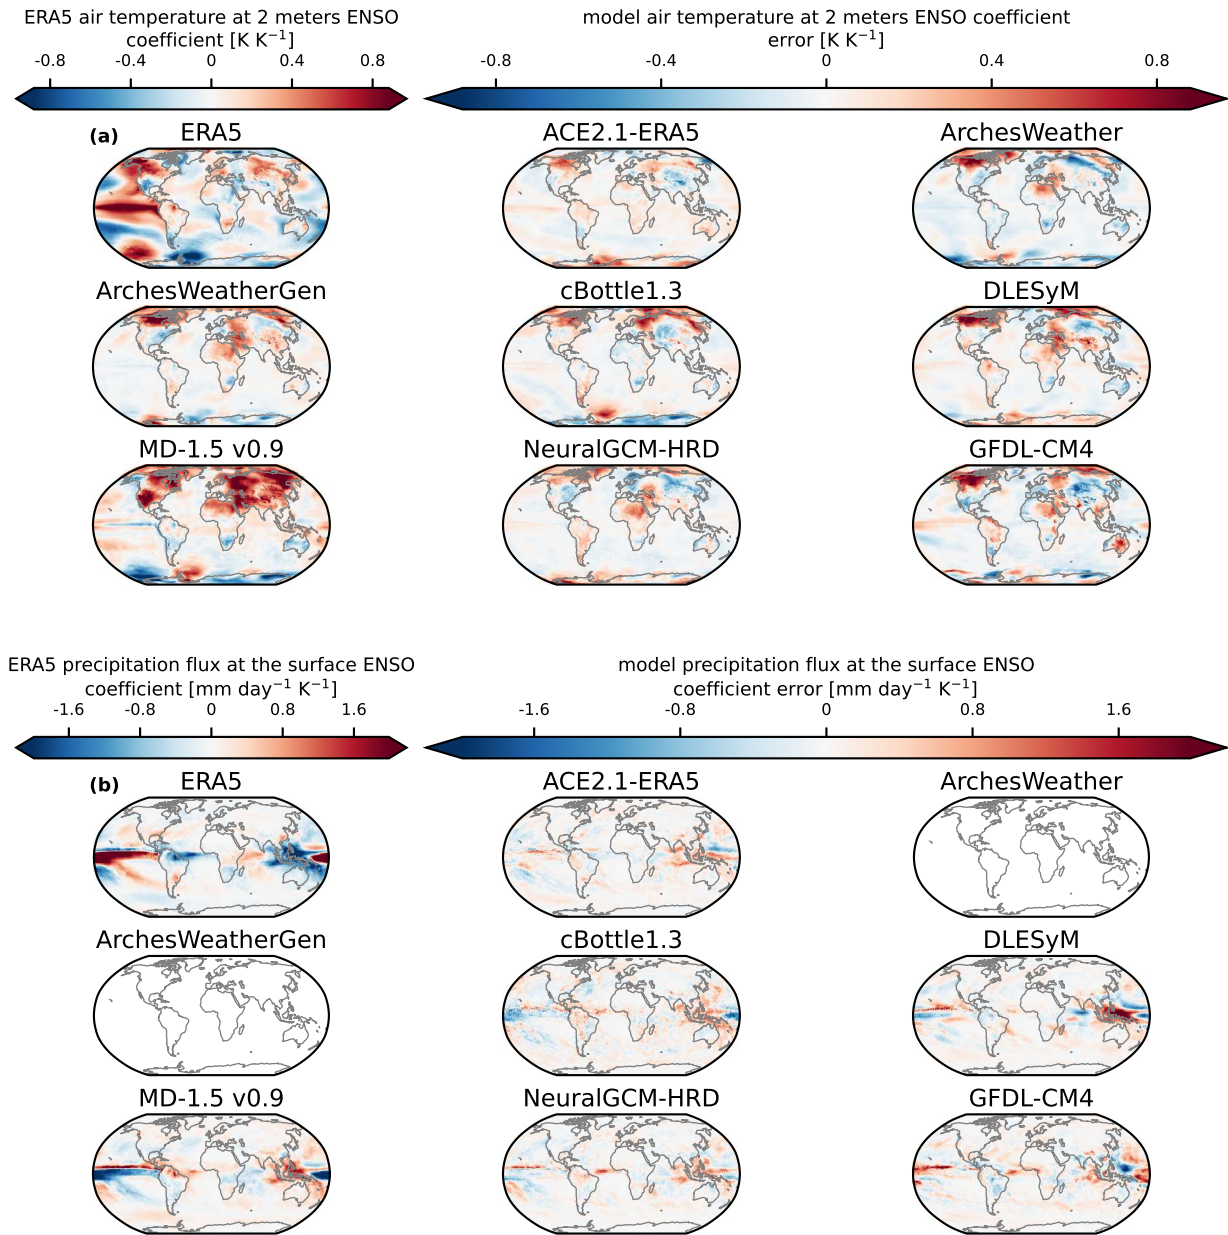 ERA5 air temperature at 2 meters ENSO
coefficient [K K⁻¹]
-0.8 -0.4 0 0.4 0.8
model air temperature at 2 meters ENSO coefficient
error [K K⁻¹]
-0.8 -0.4 0 0.4 0.8
(a) ERA5 ACE2.1-ERA5 ArchesWeather
ArchesWeatherGen cBottle1.3 DLESyM
MD-1.5 v0.9 NeuralGCM-HRD GFDL-CM4
ERA5 precipitation flux at the surface ENSO
coefficient [mm day⁻¹ K⁻¹]
-1.6 -0.8 0 0.8 1.6
model precipitation flux at the surface ENSO
coefficient error [mm day⁻¹ K⁻¹]
-1.6 -0.8 0 0.8 1.6
(b) ERA5 ACE2.1-ERA5 ArchesWeather
ArchesWeatherGen cBottle1.3 DLESyM
MD-1.5 v0.9 NeuralGCM-HRD GFDL-CM4